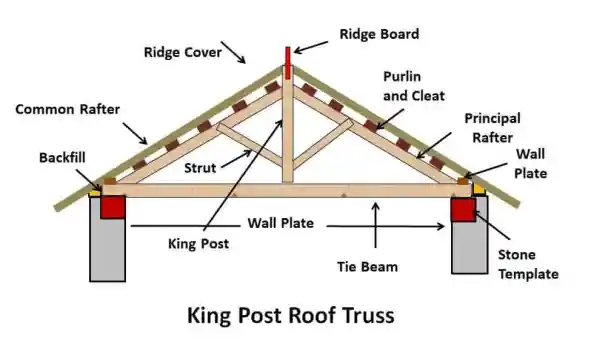 Ridge Board
Ridge Cover
Purlin
and Cleat
Common Rafter
Principal
Rafter
Backfill
Wall
Plate
Strut
Wall Plate
King Post
Stone
Template
Tie Beam
King Post Roof Truss